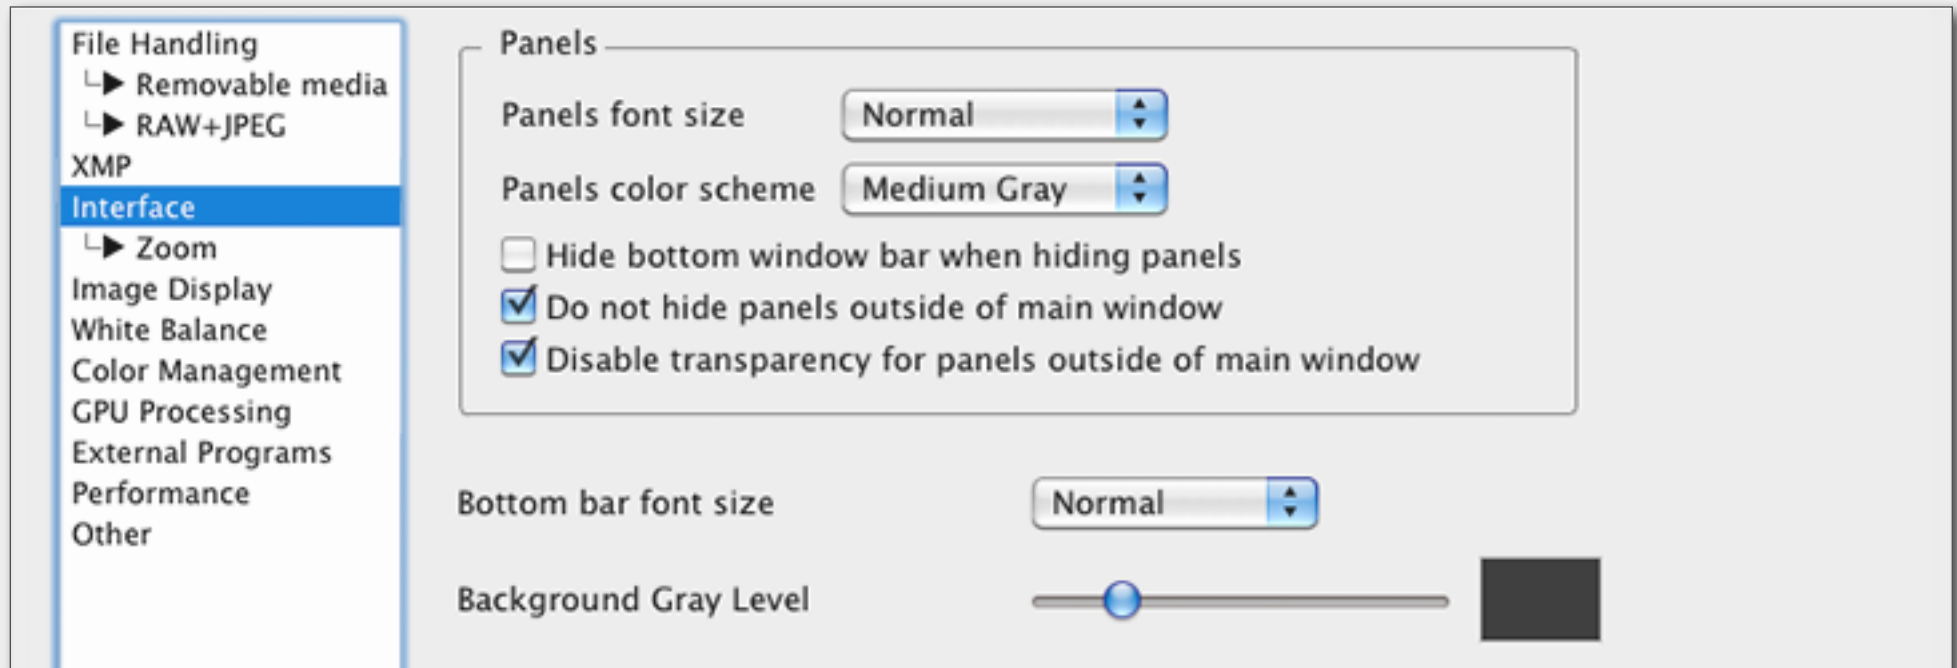 File Handling
Removable media
RAW+JPEG
XMP
Interface
Zoom
Image Display
White Balance
Color Management
GPU Processing
External Programs
Performance
Other
Panels
Panels font size Normal
Panels color scheme Medium Gray
Hide bottom window bar when hiding panels
Do not hide panels outside of main window
Disable transparency for panels outside of main window
Bottom bar font size Normal
Background Gray Level